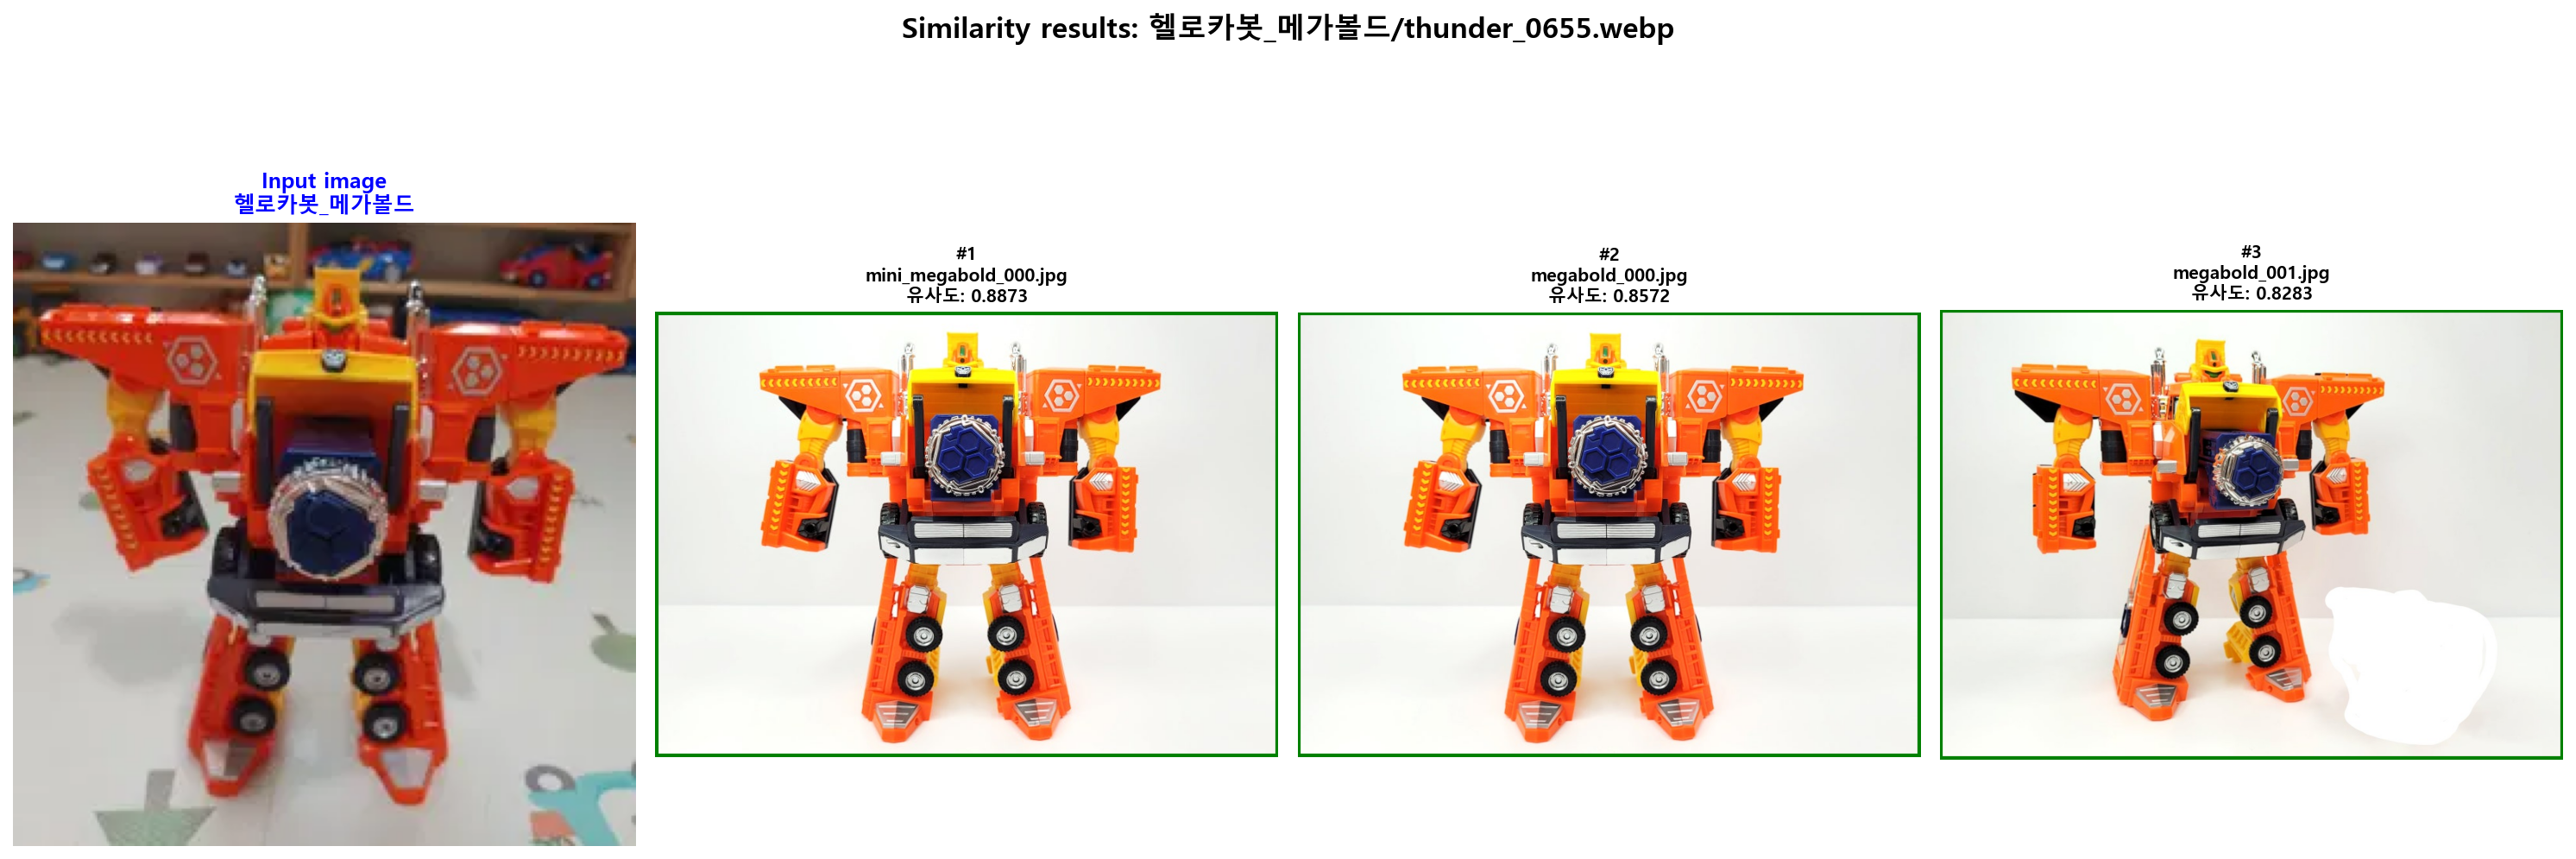 Similarity results: 헬로카봇_메가볼드/thunder_0655.webp
Input image
헬로카봇_메가볼드
#1
mini_megabold_000.jpg
유사도: 0.8873
#2
megabold_000.jpg
유사도: 0.8572
#3
megabold_001.jpg
유사도: 0.8283